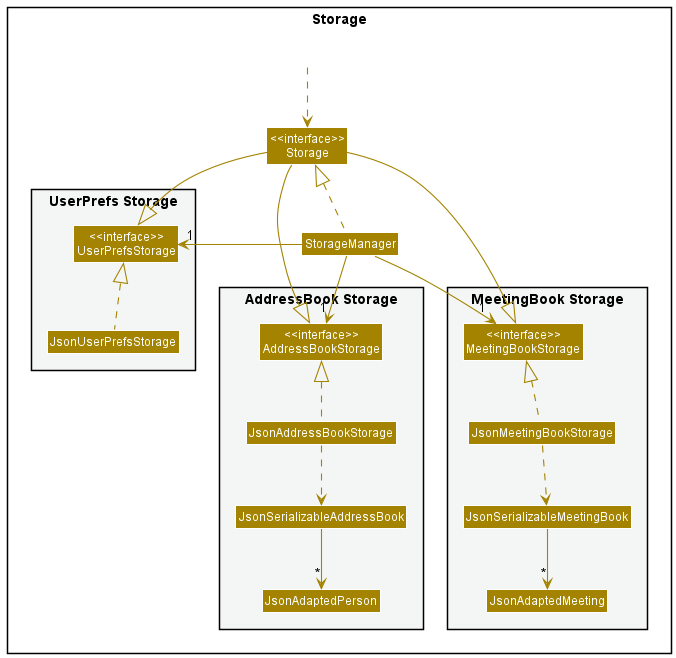 Storage
<<interface>>
Storage
UserPrefs Storage
<<interface>>
UserPrefsStorage
1
StorageManager
JsonUserPrefsStorage
AddressBook Storage
1
<<interface>>
AddressBookStorage
JsonAddressBookStorage
JsonSerializableAddressBook
*
JsonAdaptedPerson
MeetingBook Storage
1
<<interface>>
MeetingBookStorage
JsonMeetingBookStorage
JsonSerializableMeetingBook
*
JsonAdaptedMeeting